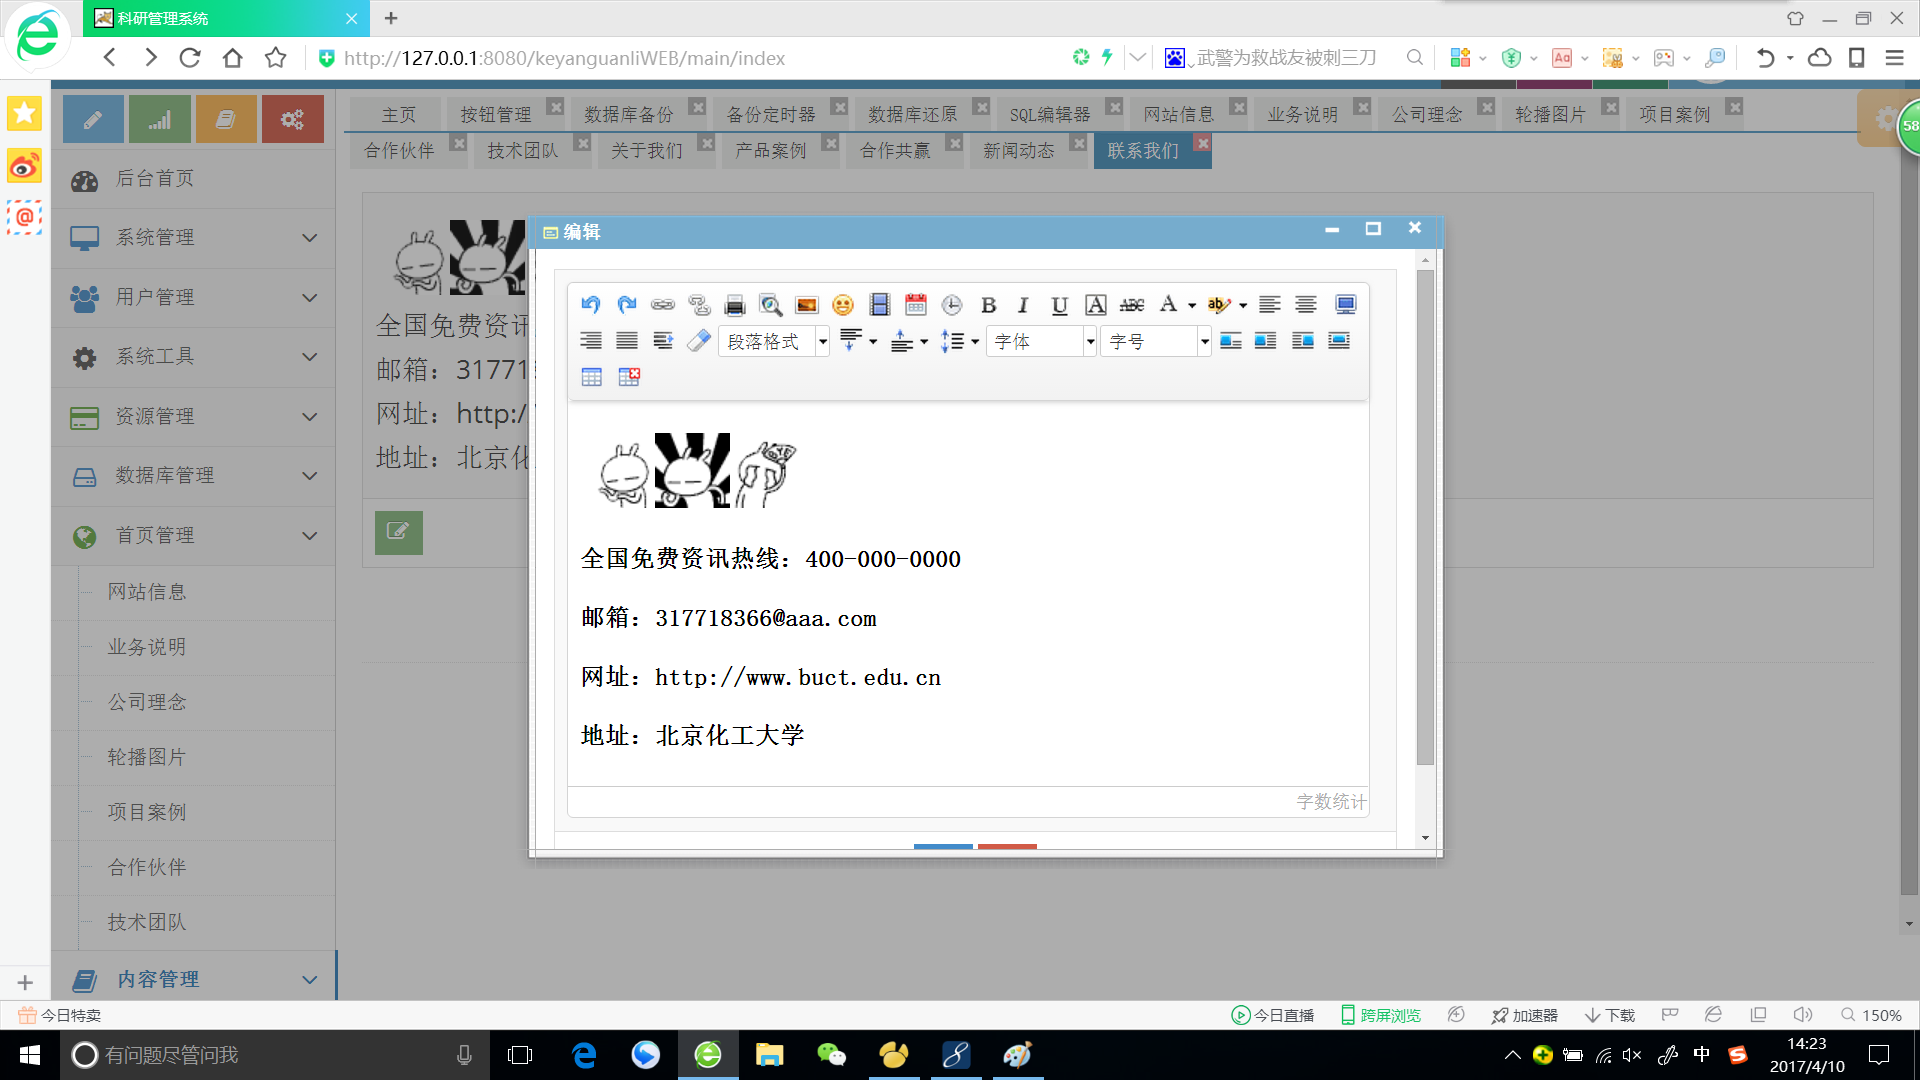 科研管理系统
http://127.0.0.1:8080/keyanguanliWEB/main/index
武警为救战友被刺三刀
主页
按钮管理
数据库备份
备份定时器
数据库还原
SQL编辑器
网站信息
业务说明
公司理念
轮播图片
项目案例
58
合作伙伴
技术团队
关于我们
产品案例
合作共赢
新闻动态
联系我们
后台首页
系统管理
用户管理
系统工具
资源管理
数据库管理
首页管理
网站信息
业务说明
公司理念
轮播图片
项目案例
合作伙伴
技术团队
内容管理
全国免费资讯
邮箱：31771
网址：http:/
地址：北京化
编辑
段落格式
字体
字号
全国免费资讯热线：400-000-0000
邮箱：317718366@aaa.com
网址：http://www.buct.edu.cn
地址：北京化工大学
字数统计
今日特卖
今日直播
跨屏浏览
加速器
下载
150%
有问题尽管问我
中
14:23
2017/4/10